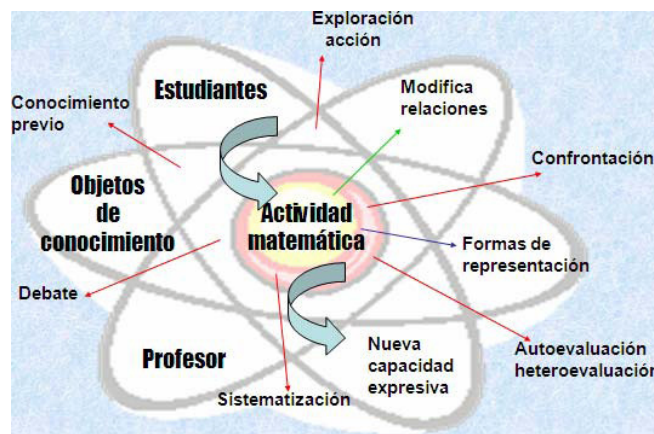 Exploración
acción
Estudiantes
Modifica
relaciones
Conocimiento
previo
Confrontación
Objetos
de
conocimiento
Actividad
matemática
Formas de
representación
Debate
Profesor
Nueva
capacidad
expresiva
Autoevaluación
heteroevaluación
Sistematización